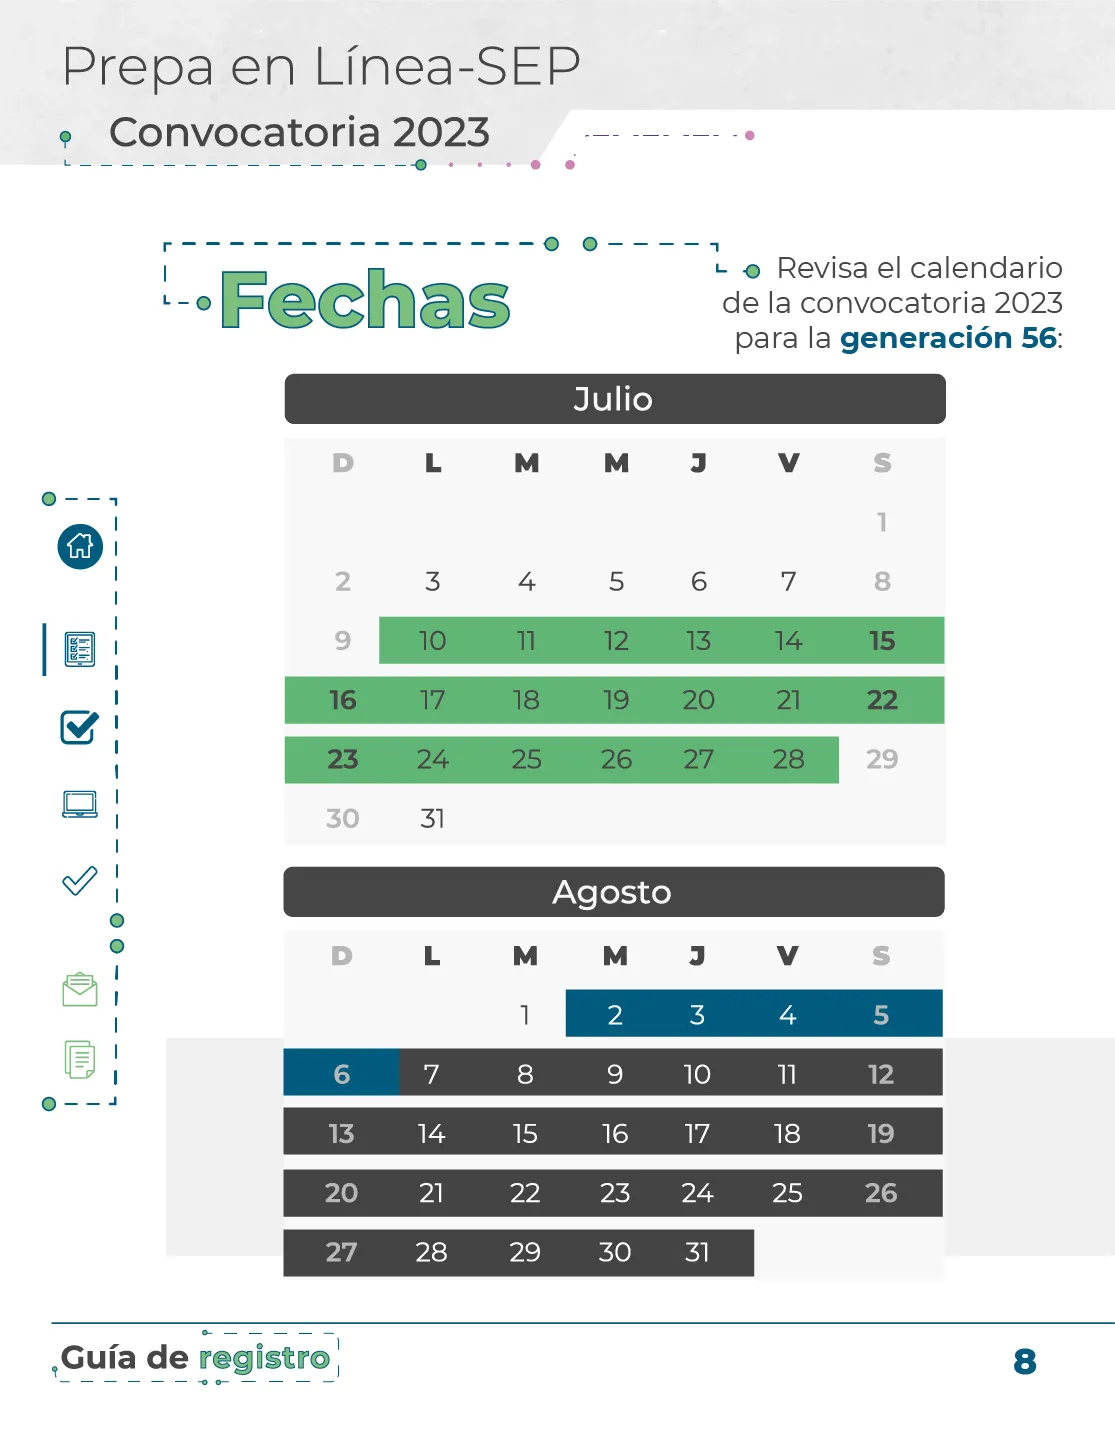 Prepa en Línea-SEP
Convocatoria 2023
Fechas
Revisa el calendario
de la convocatoria 2023
para la generación 56:
Julio
D L M M J V S
1
2 3 4 5 6 7 8
9 10 11 12 13 14 15
16 17 18 19 20 21 22
23 24 25 26 27 28 29
30 31
Agosto
D L M M J V S
1 2 3 4 5
6 7 8 9 10 11 12
13 14 15 16 17 18 19
20 21 22 23 24 25 26
27 28 29 30 31
Guía de registro
8